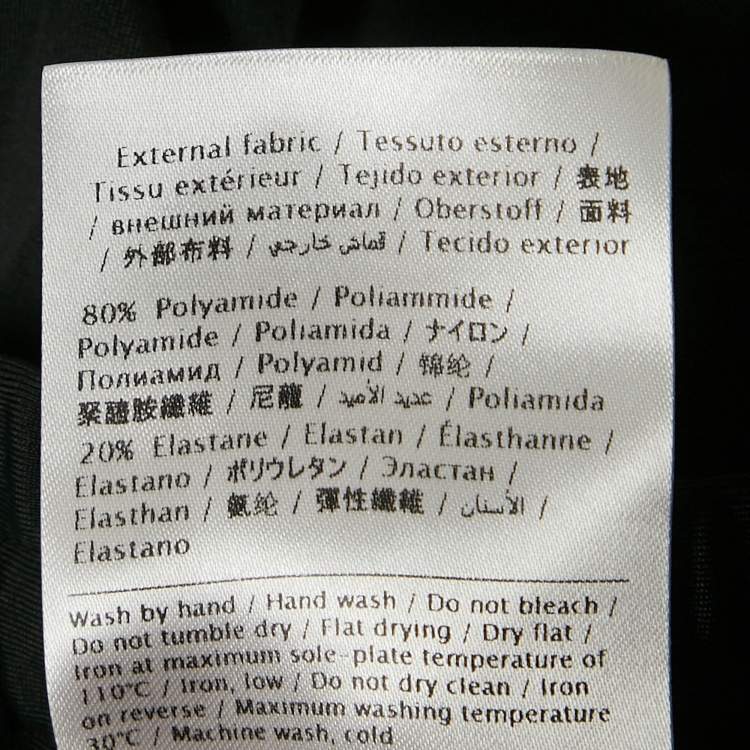 External fabric / Tessuto esterno /
Tissu extérieur / Tejido exterior / 表地
/ внешний материал / Oberstoff / 面料
/ 外部布料 / قماش خارجي / Tecido exterior
80% Polyamide / Poliammide /
Polyamide / Poliamida / ナイロン /
Полиамид / Polyamid / 锦纶 /
聚醯胺纖維 / 尼龍 / عديد الأميد / Poliamida
20% Elastane / Elastan / Élasthanne /
Elastano / ポリウレタン / Эластан /
Elasthan / 氨纶 / 彈性纖維 / الأستان /
Elastano
Wash by hand / Hand wash / Do not bleach /
Do not tumble dry / Flat drying / Dry flat /
Iron at maximum sole-plate temperature of
110°C / Iron, low / Do not dry clean / Iron
on reverse / Maximum washing temperature
30°C / Machine wash, cold